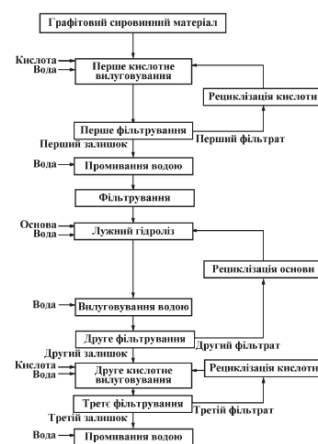 Графітовий сировинний матеріал
Кислота
Вода
Перше кислотне
вилуговування
Рециклізація кислоти
Перше фільтрування
Перший залишок
Перший фільтрат
Вода
Промивання водою
Фільтрування
Основа
Вода
Лужний гідроліз
Рециклізація основи
Вода
Вилуговування водою
Друге фільтрування
Другий залишок
Другий фільтрат
Кислота
Вода
Друге кислотне
вилуговування
Рециклізація кислоти
Третє фільтрування
Третій залишок
Третій фільтрат
Вода
Промивання водою